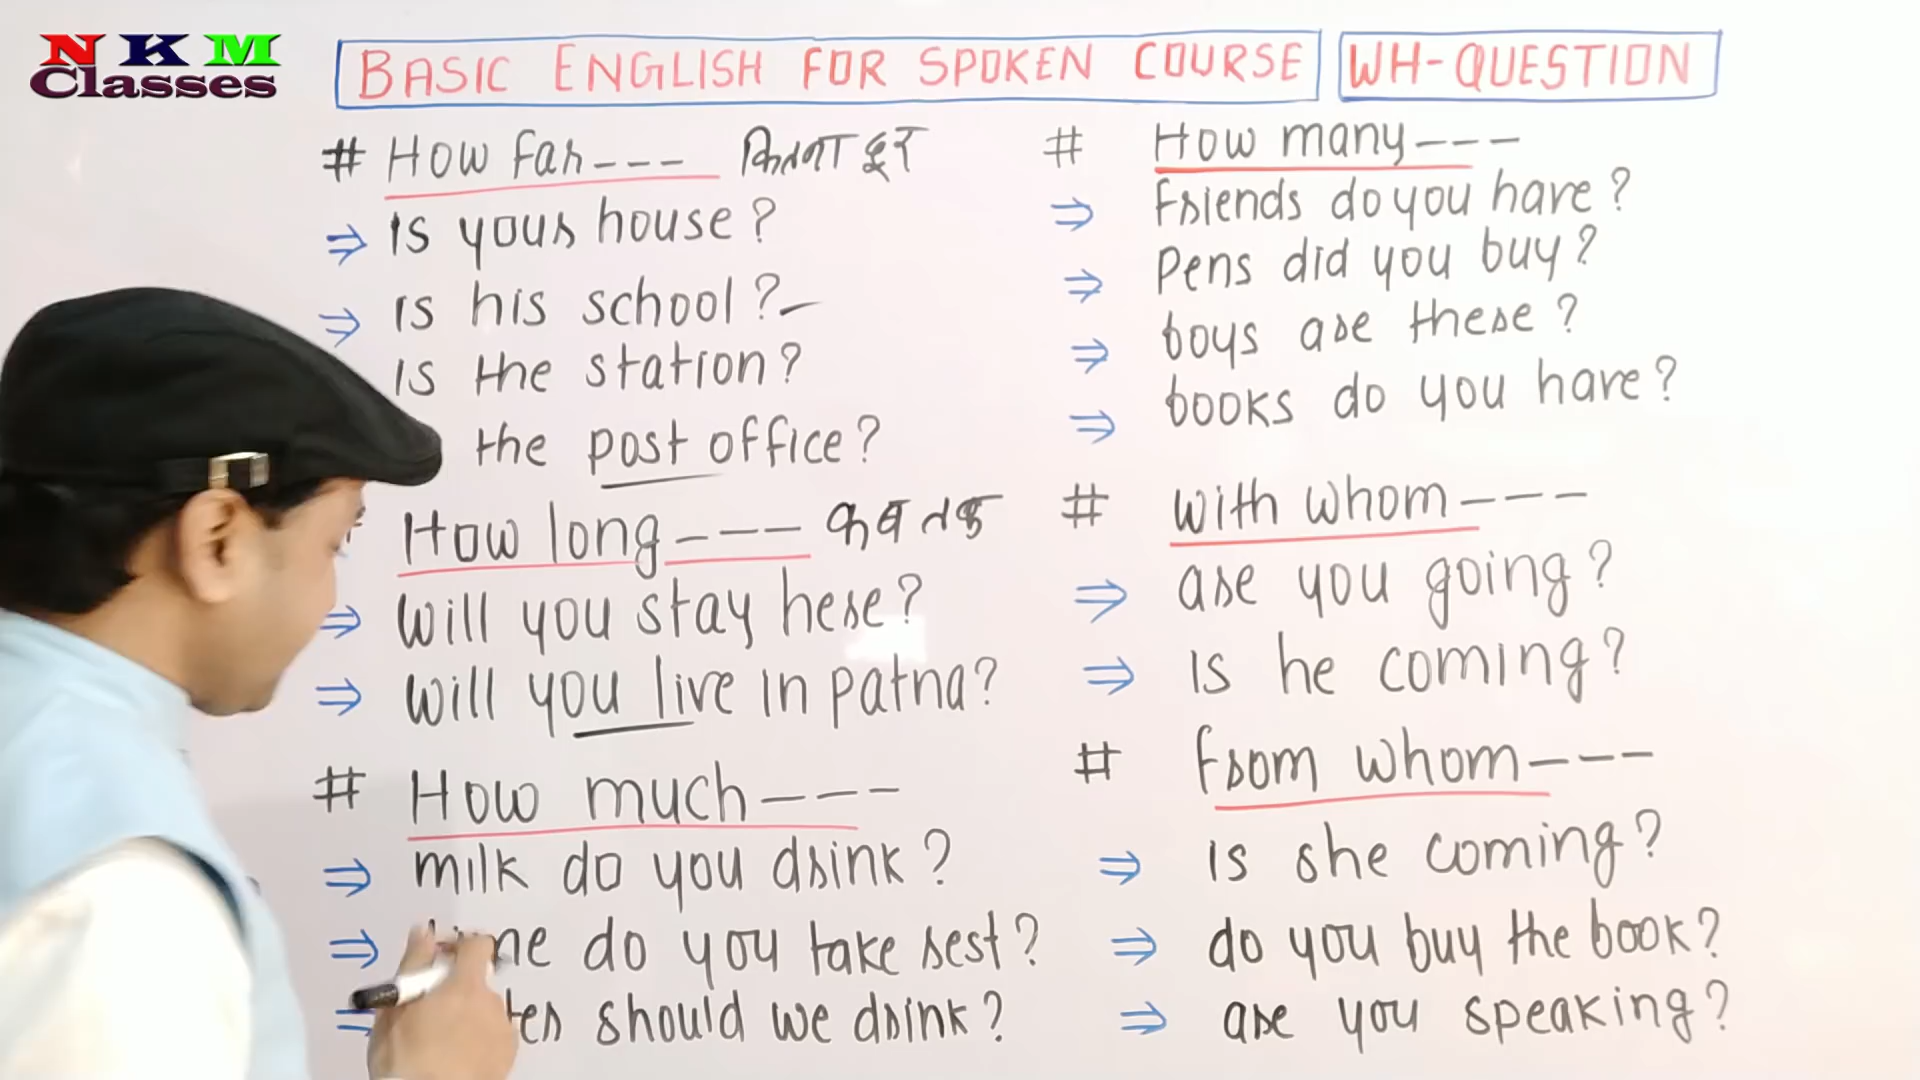 NKM
Classes
BASIC ENGLISH FOR SPOKEN COURSE
WH-QUESTION
# How far--- कितना दूर
⇒ is your house?
⇒ is his school?
is the station?
the post office?
How long--- कब तक
⇒ will you stay here?
⇒ will you live in patna?
# How much---
⇒ milk do you drink?
⇒ time do you take rest?
⇒ should we drink?
# How many---
⇒ friends do you have?
⇒ Pens did you buy?
⇒ boys are these?
⇒ books do you have?
# with whom---
⇒ are you going?
⇒ is he coming?
# from whom---
⇒ is she coming?
⇒ do you buy the book?
⇒ are you speaking?